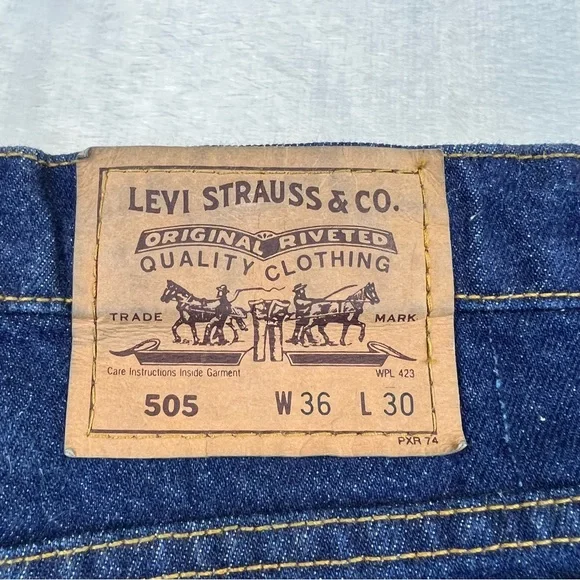 LEVI STRAUSS & CO.
ORIGINAL RIVETED
QUALITY CLOTHING
TRADE MARK
Care Instructions Inside Garment WPL 423
505 W 36 L 30
PXR 74